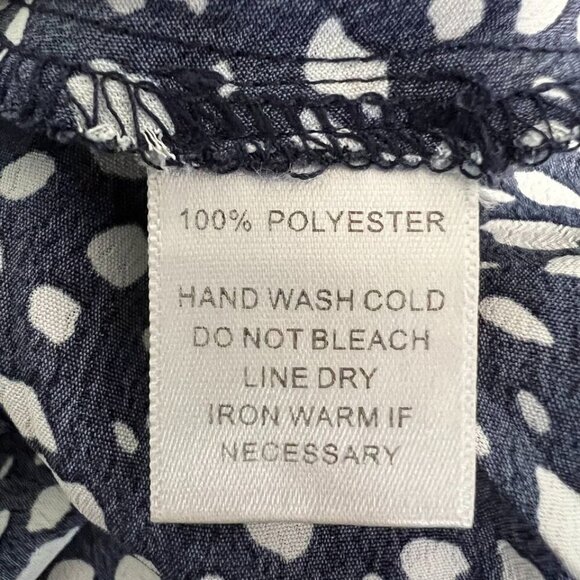 100% POLYESTER
HAND WASH COLD
DO NOT BLEACH
LINE DRY
IRON WARM IF
NECESSARY